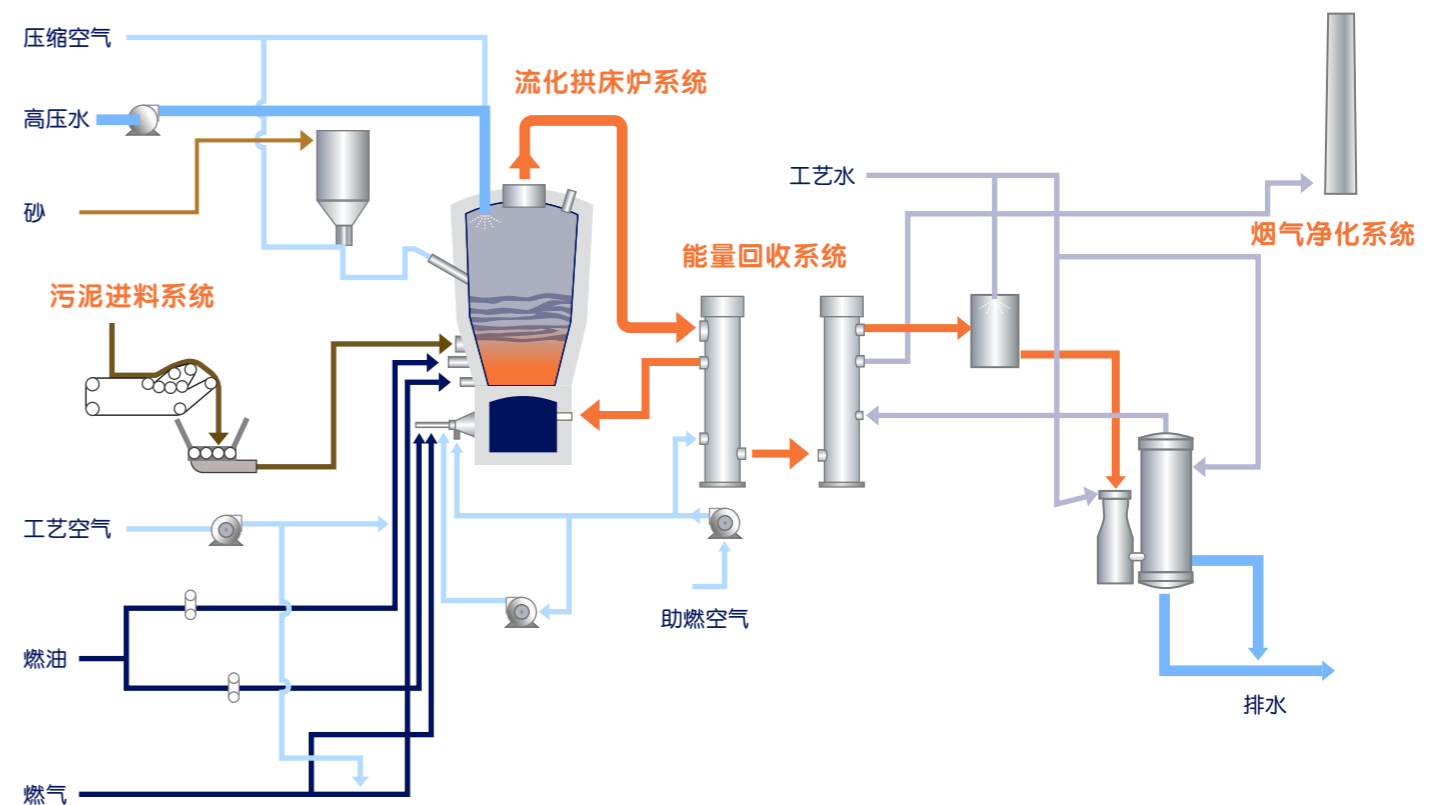 压缩空气
流化拱床炉系统
高压水
工艺水
砂
烟气净化系统
能量回收系统
污泥进料系统
工艺空气
助燃空气
燃油
排水
燃气